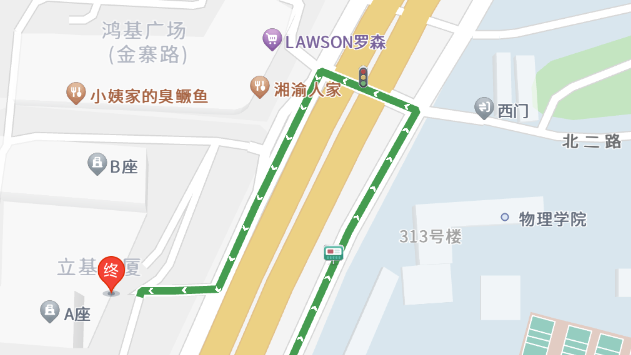 鸿基广场
(金寨路)
LAWSON罗森
小姨家的臭鳜鱼
湘渝人家
西门
北二路
B座
物理学院
313号楼
立基
厦
终
A座